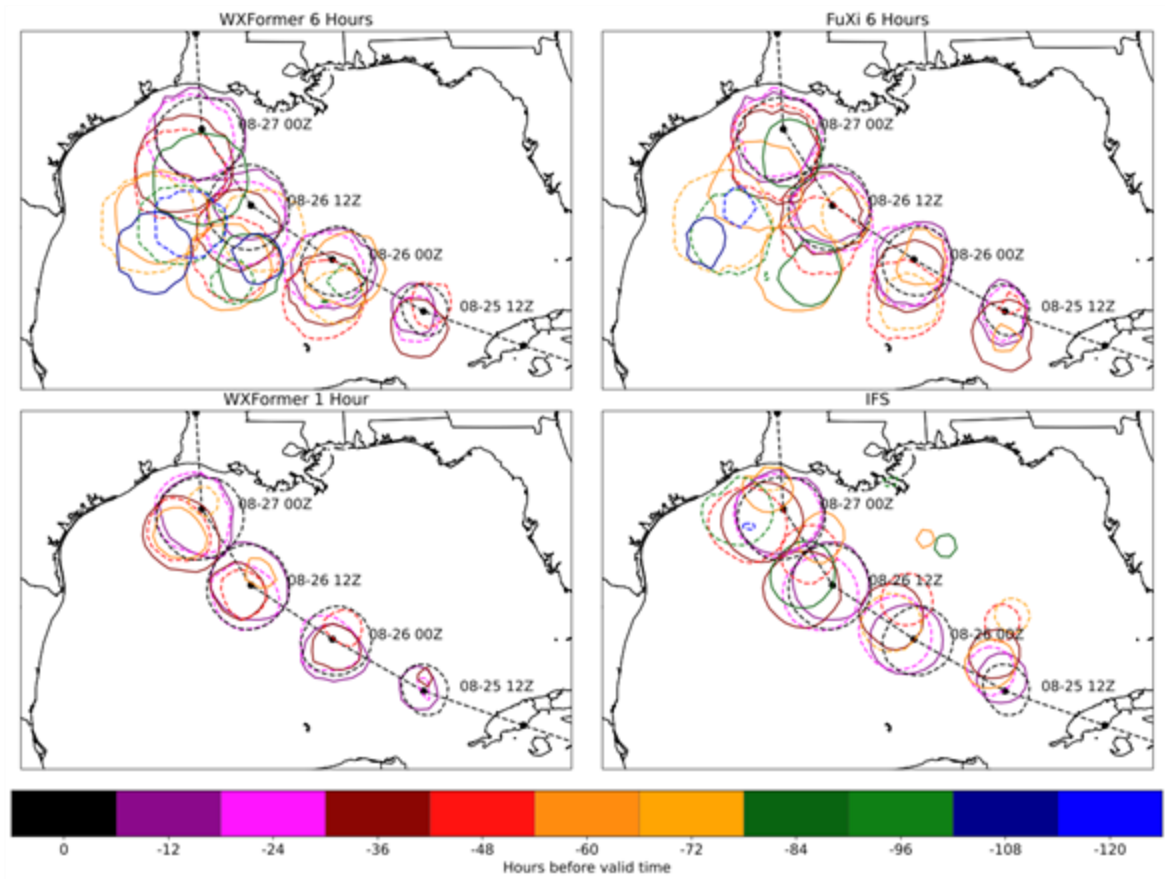 WXFormer 6 Hours
08-27 00Z
08-26 12Z
08-26 00Z
08-25 12Z
FuXi 6 Hours
08-27 00Z
08-26 12Z
08-26 00Z
08-25 12Z
WXFormer 1 Hour
08-27 00Z
08-26 12Z
08-26 00Z
08-25 12Z
IFS
08-27 00Z
08-26 12Z
08-26 00Z
08-25 12Z
0 -12 -24 -36 -48 -60 -72 -84 -96 -108 -120
Hours before valid time